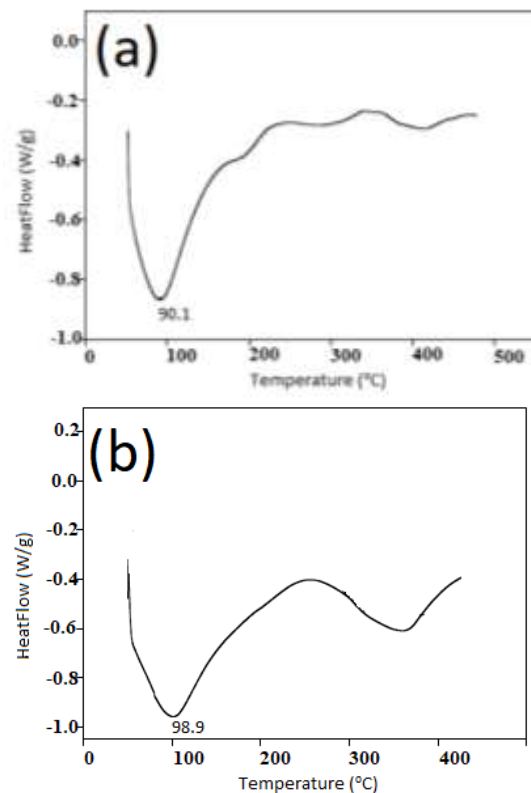 (a)
0.0
-0.2
-0.4
-0.6
-0.8
-1.0
HeatFlow (W/g)
90.1
0 100 200 300 400 500
Temperature (°C)
(b)
0.2
0.0
-0.2
-0.4
-0.6
-0.8
-1.0
HeatFlow (W/g)
98.9
0 100 200 300 400
Temperature (°C)